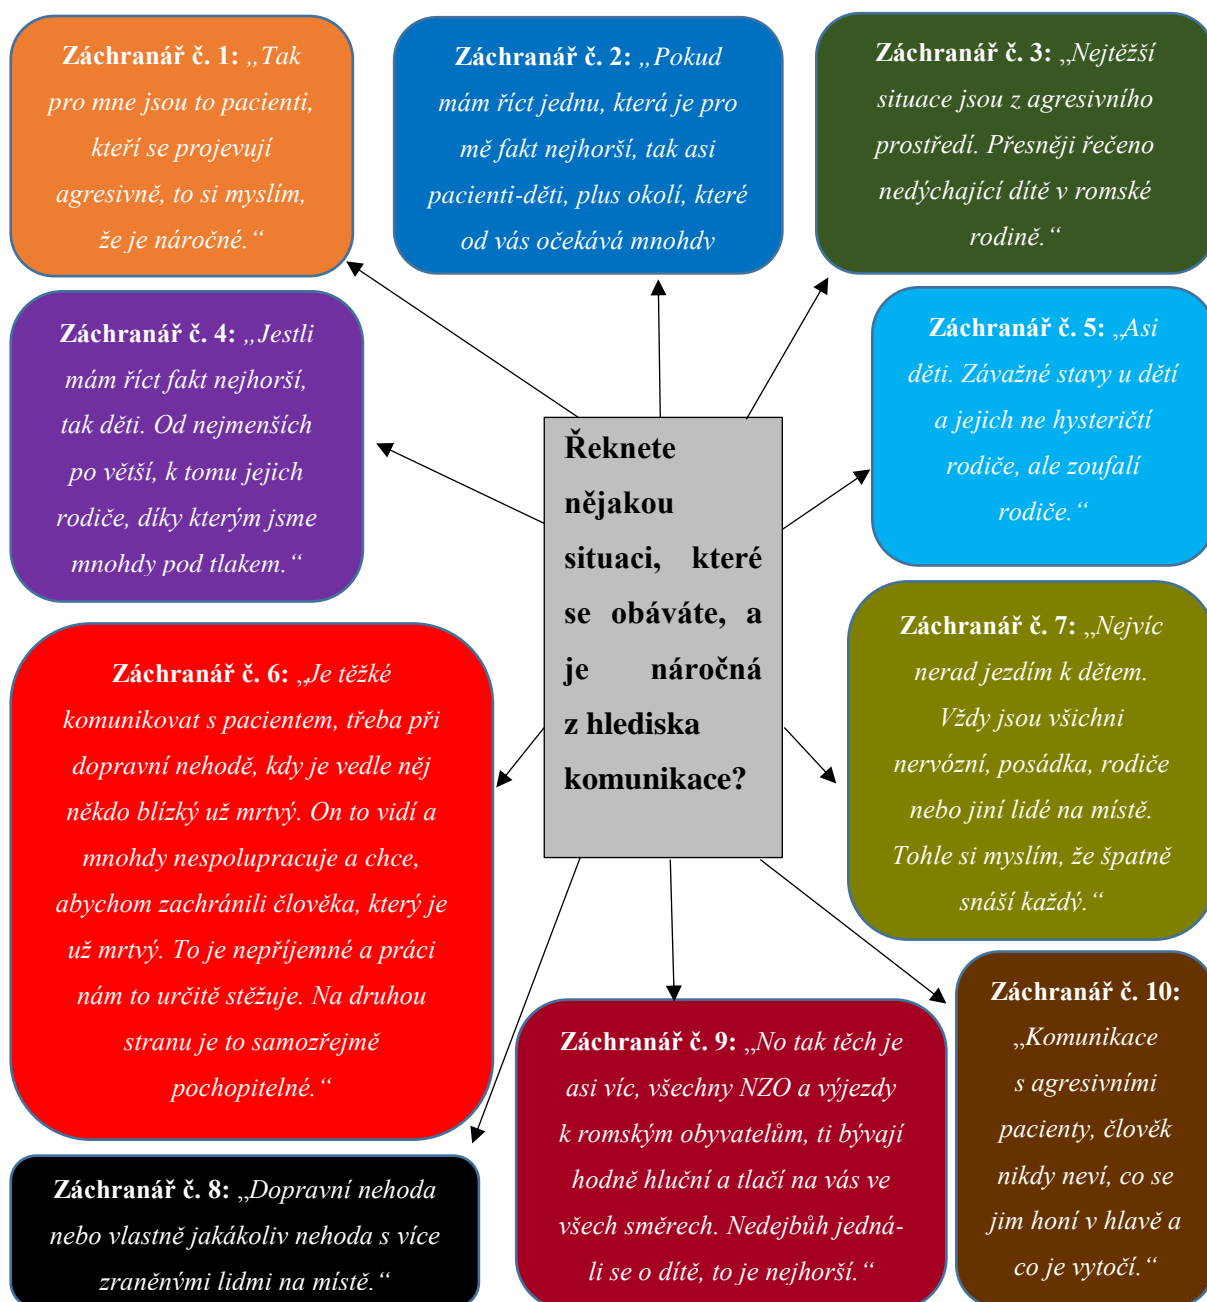 Záchranář č. 1: „Tak
pro mne jsou to pacienti,
kteří se projevují
agresivně, to si myslím,
že je náročné.“
Záchranář č. 2: „Pokud
mám říct jednu, která je pro
mě fakt nejhorší, tak asi
pacienti-děti, plus okolí, které
od vás očekává mnohdy
Záchranář č. 3: „Nejtěžší
situace jsou z agresivního
prostředí. Přesněji řečeno
nedýchající dítě v romské
rodině.“
Záchranář č. 4: „Jestli
mám říct fakt nejhorší,
tak děti. Od nejmenších
po větší, k tomu jejich
rodiče, díky kterým jsme
mnohdy pod tlakem.“
Záchranář č. 5: „Asi
děti. Závažné stavy u dětí
a jejich ne hysteričtí
rodiče, ale zoufalí
rodiče.“
Řeknete
nějakou
situaci, které
se obáváte, a
je náročná
z hlediska
komunikace?
Záchranář č. 6: „Je těžké
komunikovat s pacientem, třeba při
dopravní nehodě, kdy je vedle něj
někdo blízký už mrtvý. On to vidí a
mnohdy nespolupracuje a chce,
abychom zachránili člověka, který je
už mrtvý. To je nepříjemné a práci
nám to určitě stěžuje. Na druhou
stranu je to samozřejmě
pochopitelné.“
Záchranář č. 7: „Nejvíc
nerad jezdím k dětem.
Vždy jsou všichni
nervózní, posádka, rodiče
nebo jiní lidé na místě.
Tohle si myslím, že špatně
snáší každý.“
Záchranář č. 8: „Dopravní nehoda
nebo vlastně jakákoliv nehoda s více
zraněnými lidmi na místě.“
Záchranář č. 9: „No tak těch je
asi víc, všechny NZO a výjezdy
k romským obyvatelům, ti bývají
hodně hluční a tlačí na vás ve
všech směrech. Nedejbůh jedná-
li se o dítě, to je nejhorší.“
Záchranář č. 10:
„Komunikace
s agresivními
pacienty, člověk
nikdy neví, co se
jim honí v hlavě a
co je vytočí.“